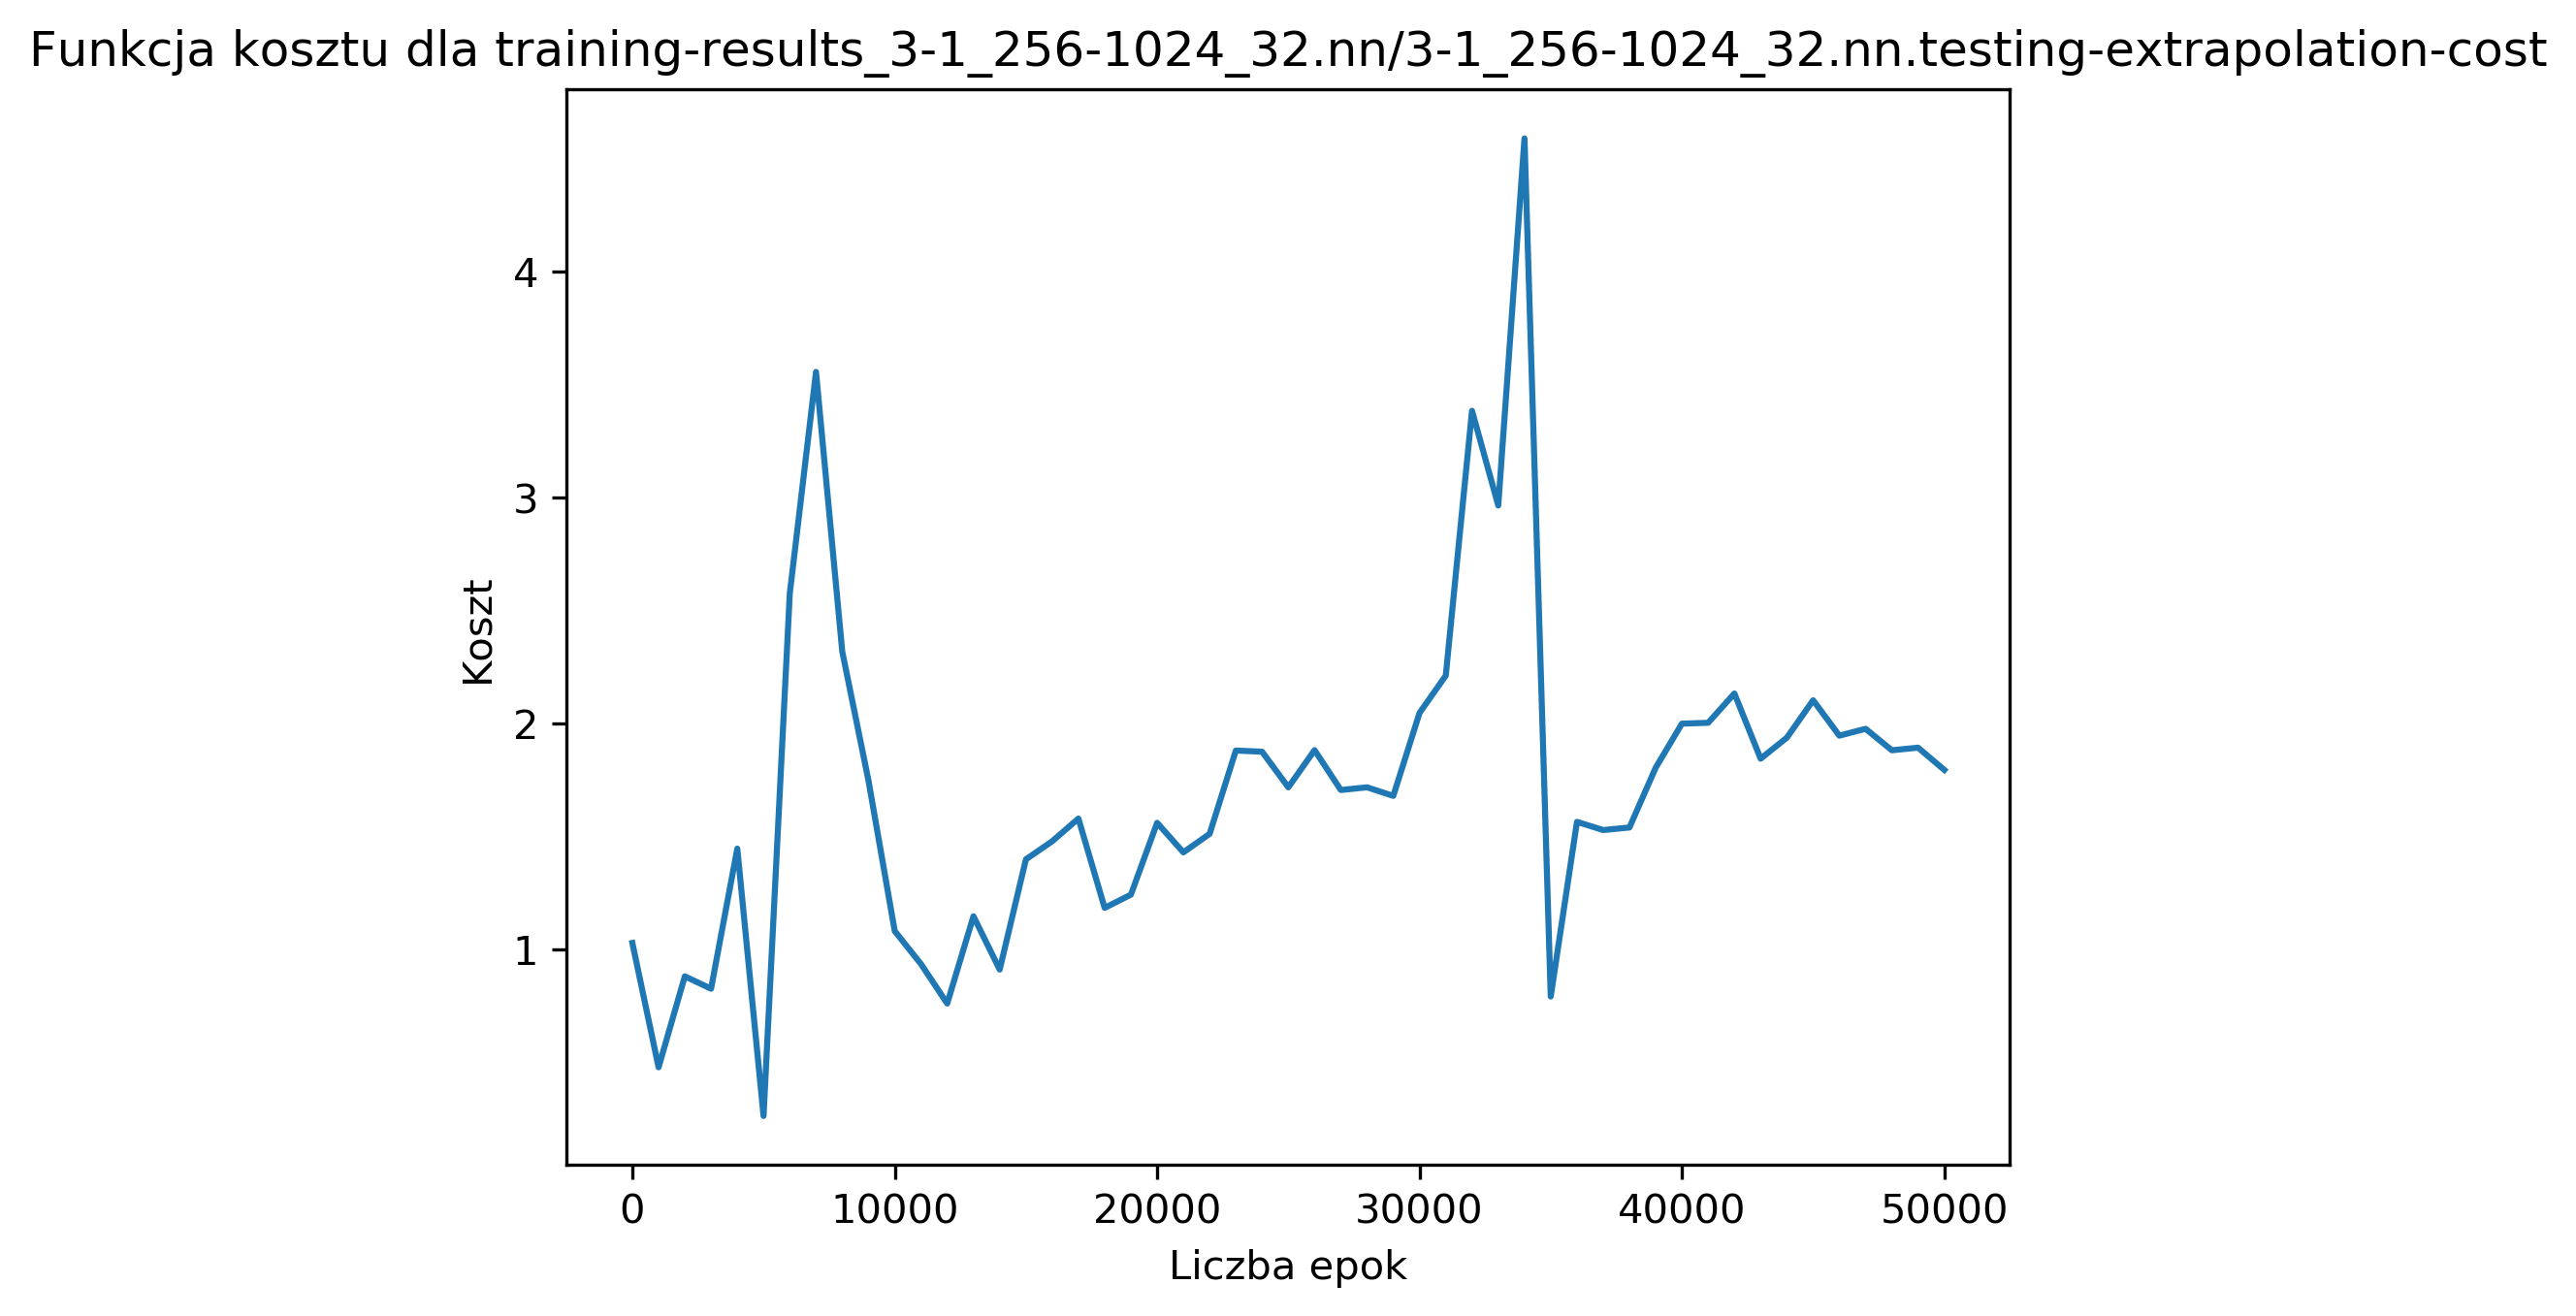 Funkcja kosztu dla training-results_3-1_256-1024_32.nn/3-1_256-1024_32.nn.testing-extrapolation-cost
4
3
2
1
Koszt
0 10000 20000 30000 40000 50000
Liczba epok